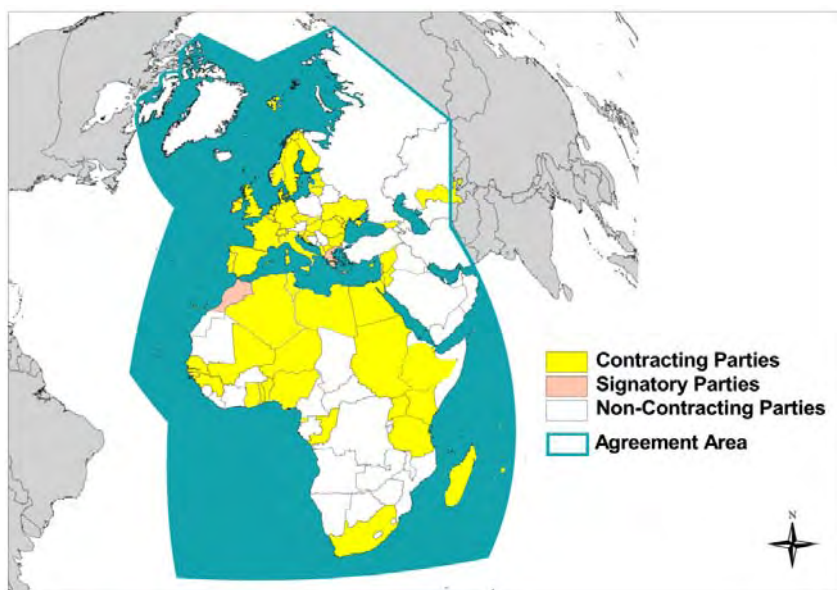 Contracting Parties
Signatory Parties
Non-Contracting Parties
Agreement Area
N